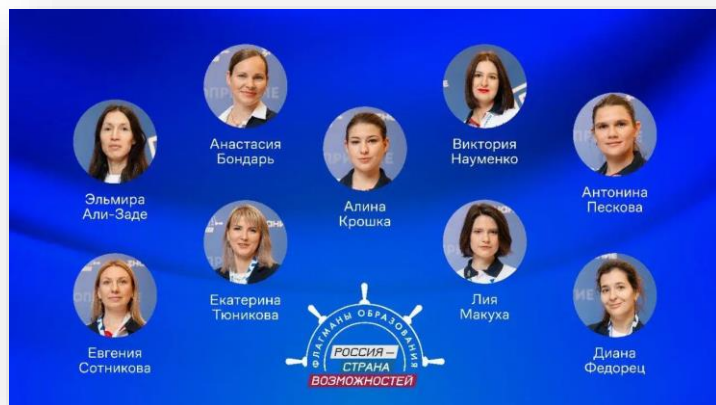 Анастасия
Бондарь
Виктория
Науменко
Эльмира
Али-Заде
Алина
Крошка
Антонина
Пескова
Екатерина
Тюникова
Лия
Макуха
Евгения
Сотникова
Диана
Федорец
ФЛАГМАНЫ ОБРАЗОВАНИЯ
РОССИЯ —
СТРАНА
ВОЗМОЖНОСТЕЙ